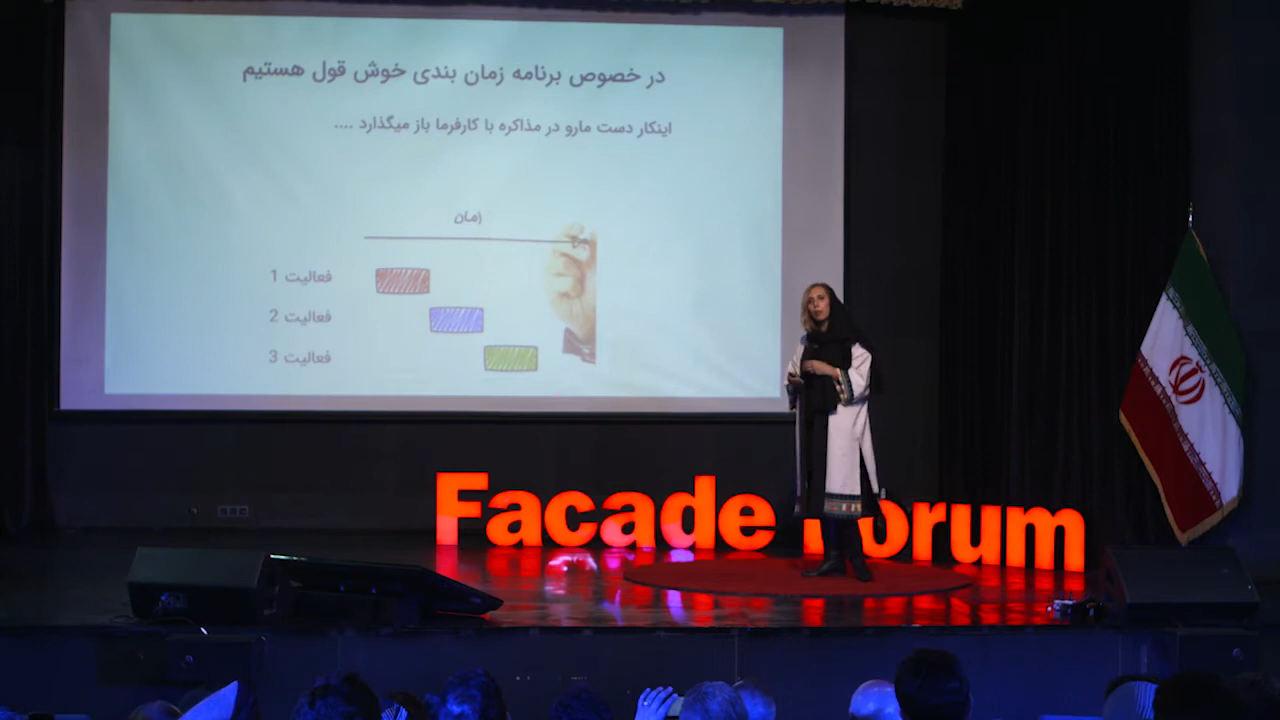 در خصوص برنامه زمان بندی خوش قول هستیم
اینکار دست مارو در مذاکره با کارفرما باز میگذارد ....
زمان
فعالیت 1
فعالیت 2
فعالیت 3
Facade Forum